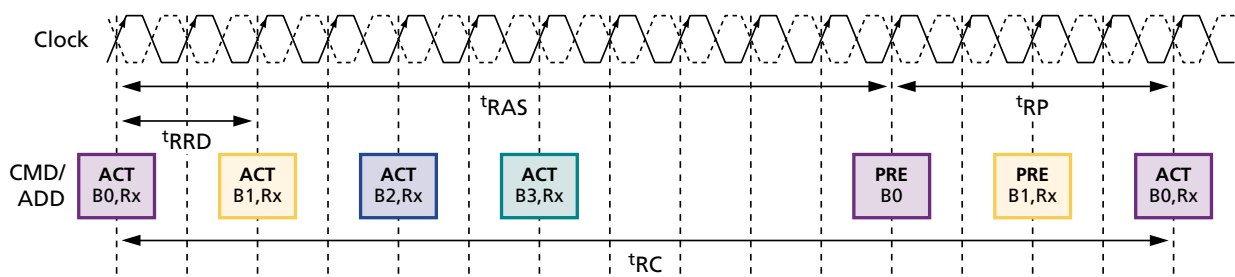 Clock
tRAS
tRP
tRRD
CMD/
ADD
ACT
B0,Rx
ACT
B1,Rx
ACT
B2,Rx
ACT
B3,Rx
PRE
B0
PRE
B1,Rx
ACT
B0,Rx
tRC